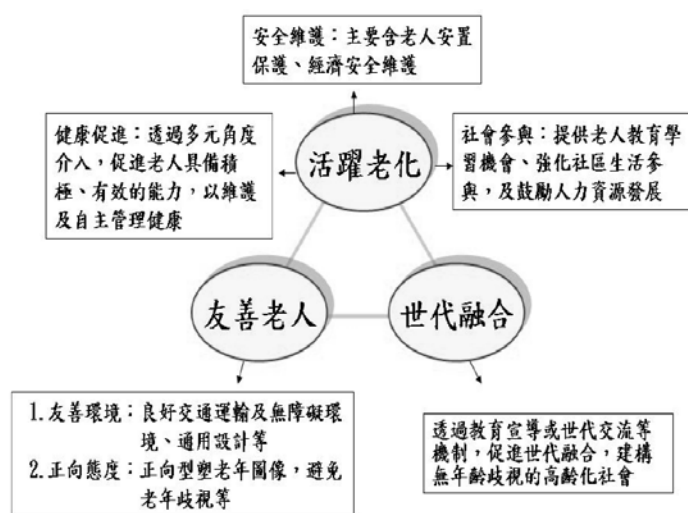 安全維護：主要含老人安置
保護、經濟安全維護
健康促進：透過多元角度
介入，促進老人具備積
極、有效的能力，以維護
及自主管理健康
活躍老化
社會參與：提供老人教育學
習機會、強化社區生活參
與，及鼓勵人力資源發展
友善老人
世代融合
1.友善環境：良好交通運輸及無障礙環
境、通用設計等
2.正向態度：正向型塑老年圖像，避免
老年歧視等
透過教育宣導或世代交流等
機制，促進世代融合，建構
無年齡歧視的高齡化社會